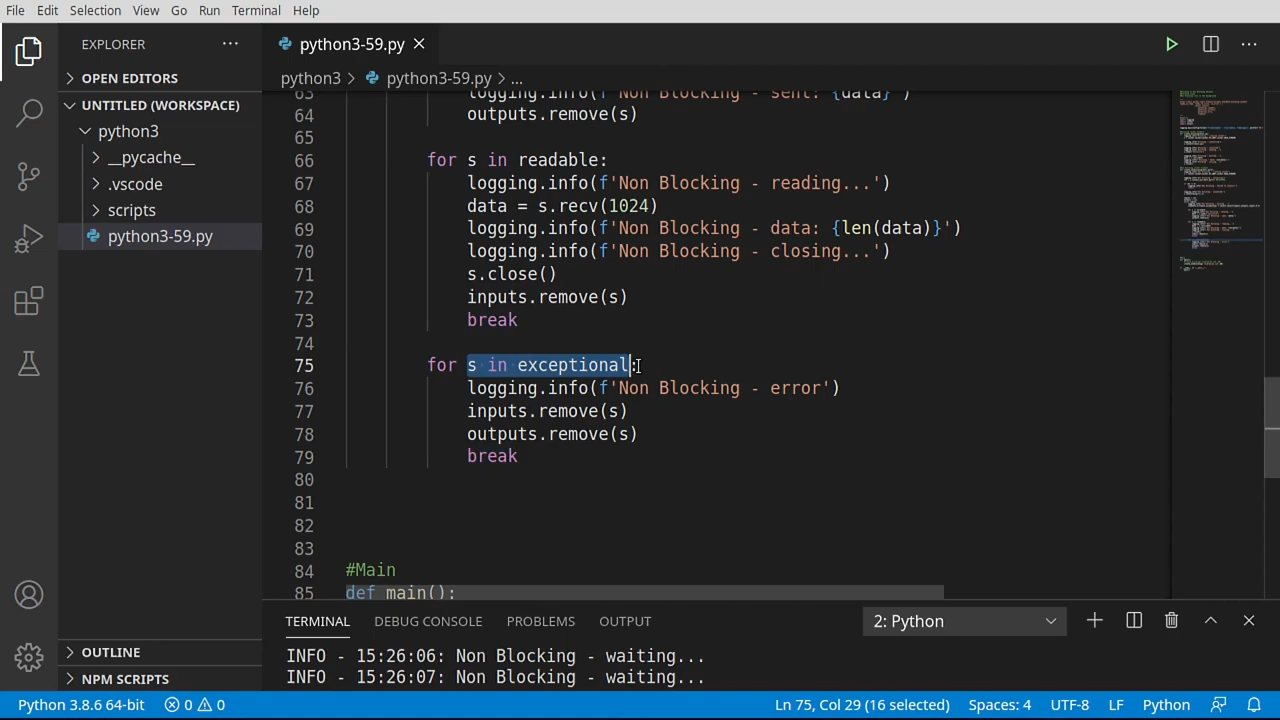 File Edit Selection View Go Run Terminal Help
EXPLORER
python3-59.py
OPEN EDITORS
python3 > python3-59.py > ...
UNTITLED (WORKSPACE)
python3
__pycache__
.vscode
scripts
python3-59.py
63 logging.info(f'Non Blocking - sent: {data}')
64 outputs.remove(s)
65
66 for s in readable:
67 logging.info(f'Non Blocking - reading...')
68 data = s.recv(1024)
69 logging.info(f'Non Blocking - data: {len(data)}')
70 logging.info(f'Non Blocking - closing...')
71 s.close()
72 inputs.remove(s)
73 break
74
75 for s in exceptional:
76 logging.info(f'Non Blocking - error')
77 inputs.remove(s)
78 outputs.remove(s)
79 break
80
81
82
83
84 #Main
85 def main():
TERMINAL DEBUG CONSOLE PROBLEMS OUTPUT 2: Python
INFO - 15:26:06: Non Blocking - waiting...
INFO - 15:26:07: Non Blocking - waiting...
OUTLINE
NPM SCRIPTS
Python 3.8.6 64-bit 0 0 Ln 75, Col 29 (16 selected) Spaces: 4 UTF-8 LF Python